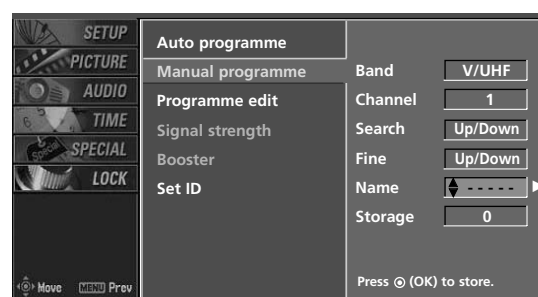 SETUP
PICTURE
AUDIO
TIME
SPECIAL
LOCK
Move MENU Prev
Auto programme
Manual programme
Programme edit
Signal strength
Booster
Set ID
Band V/UHF
Channel 1
Search Up/Down
Fine Up/Down
Name - - - - -
Storage 0
Press (OK) to store.